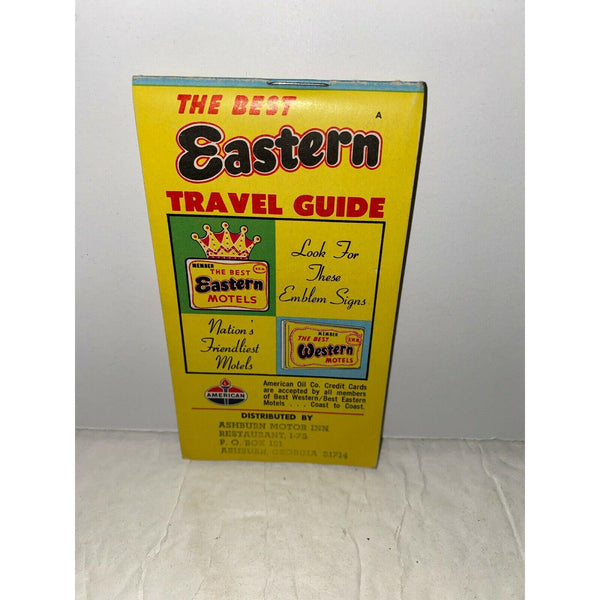 THE BEST
A
Eastern
TRAVEL GUIDE
MEMBER
THE BEST
Eastern
MOTELS
Look For
These
Emblem Signs
Nation's
Friendliest
Motels
MEMBER
THE BEST
Western
MOTELS
AMERICAN
American Oil Co. Credit Cards
are accepted by all members
of Best Western/Best Eastern
Motels . . . Coast to Coast.
DISTRIBUTED BY
ASHBURN MOTOR INN
RESTAURANT, I-75
P. O. BOX 151
ASHBURN, GEORGIA 31714